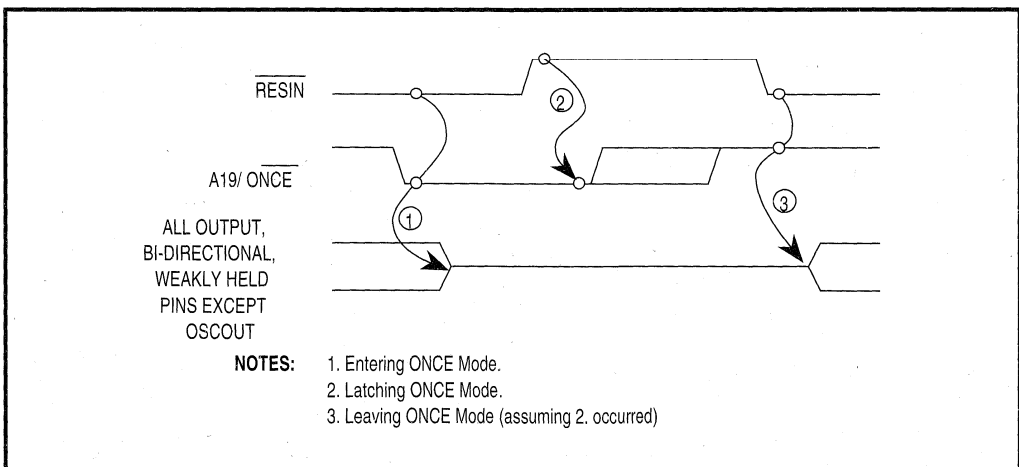 RESIN
2
A19/ ONCE
1
3
ALL OUTPUT,
BI-DIRECTIONAL,
WEAKLY HELD
PINS EXCEPT
OSCOUT
NOTES: 1. Entering ONCE Mode.
2. Latching ONCE Mode.
3. Leaving ONCE Mode (assuming 2. occurred)